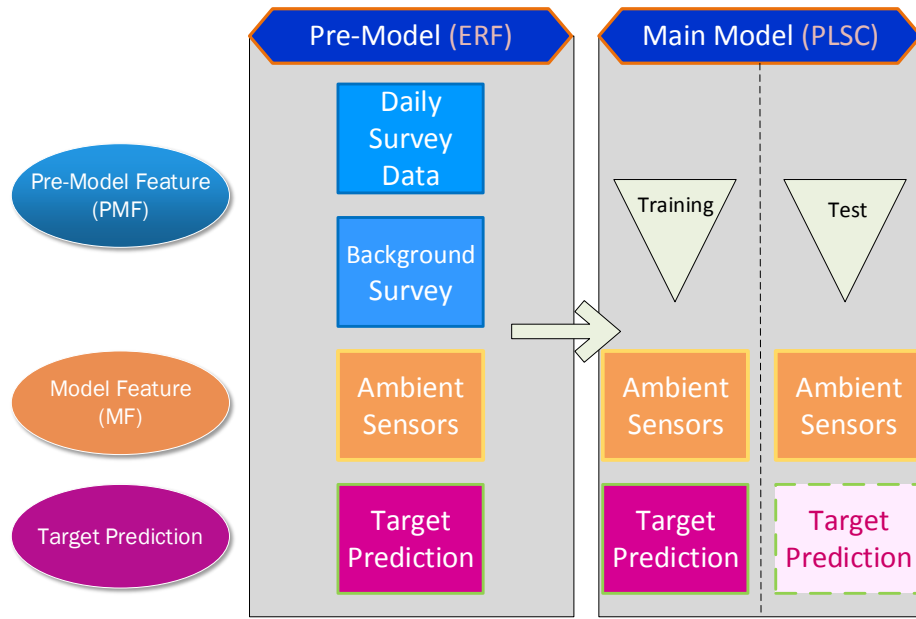 Pre-Model (ERF)
Main Model (PLSC)
Pre-Model Feature
(PMF)
Daily
Survey
Data
Training
Test
Background
Survey
Model Feature
(MF)
Ambient
Sensors
Ambient
Sensors
Ambient
Sensors
Target Prediction
Target
Prediction
Target
Prediction
Target
Prediction